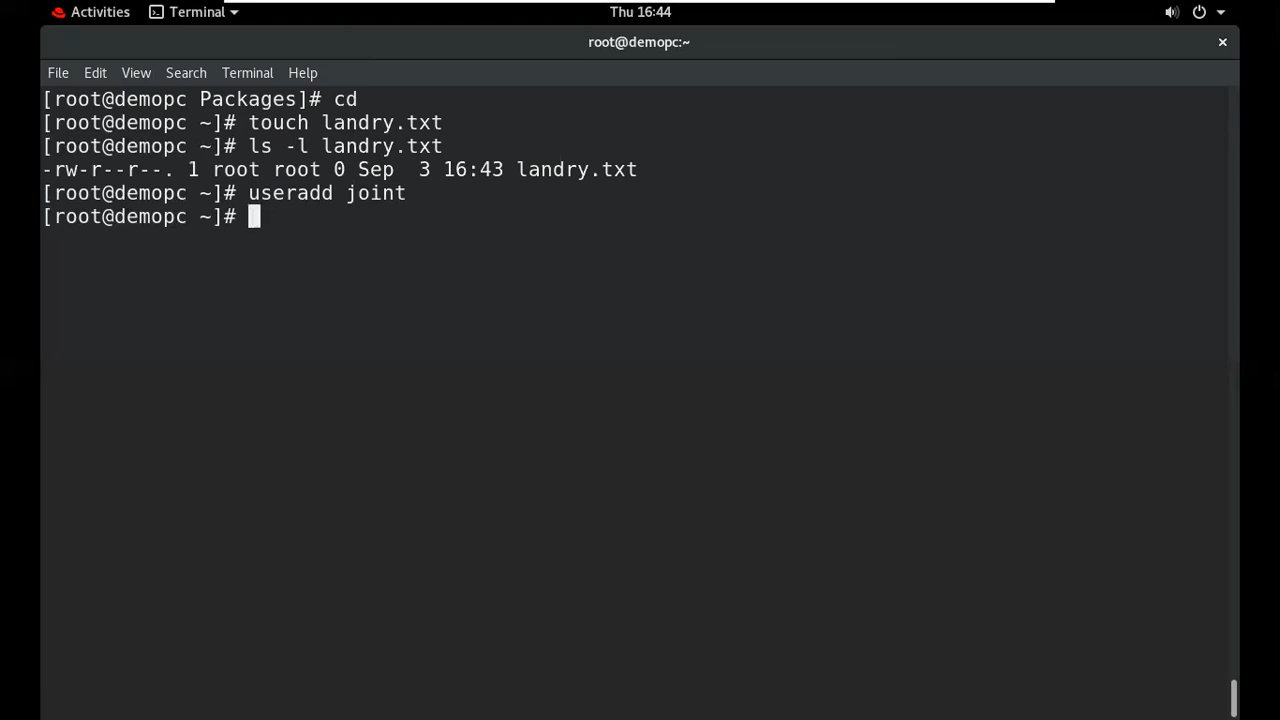 Activities Terminal Thu 16:44
root@demopc:~ ×
File Edit View Search Terminal Help
[root@demopc Packages]# cd
[root@demopc ~]# touch landry.txt
[root@demopc ~]# ls -l landry.txt
-rw-r--r--. 1 root root 0 Sep  3 16:43 landry.txt
[root@demopc ~]# useradd joint
[root@demopc ~]#